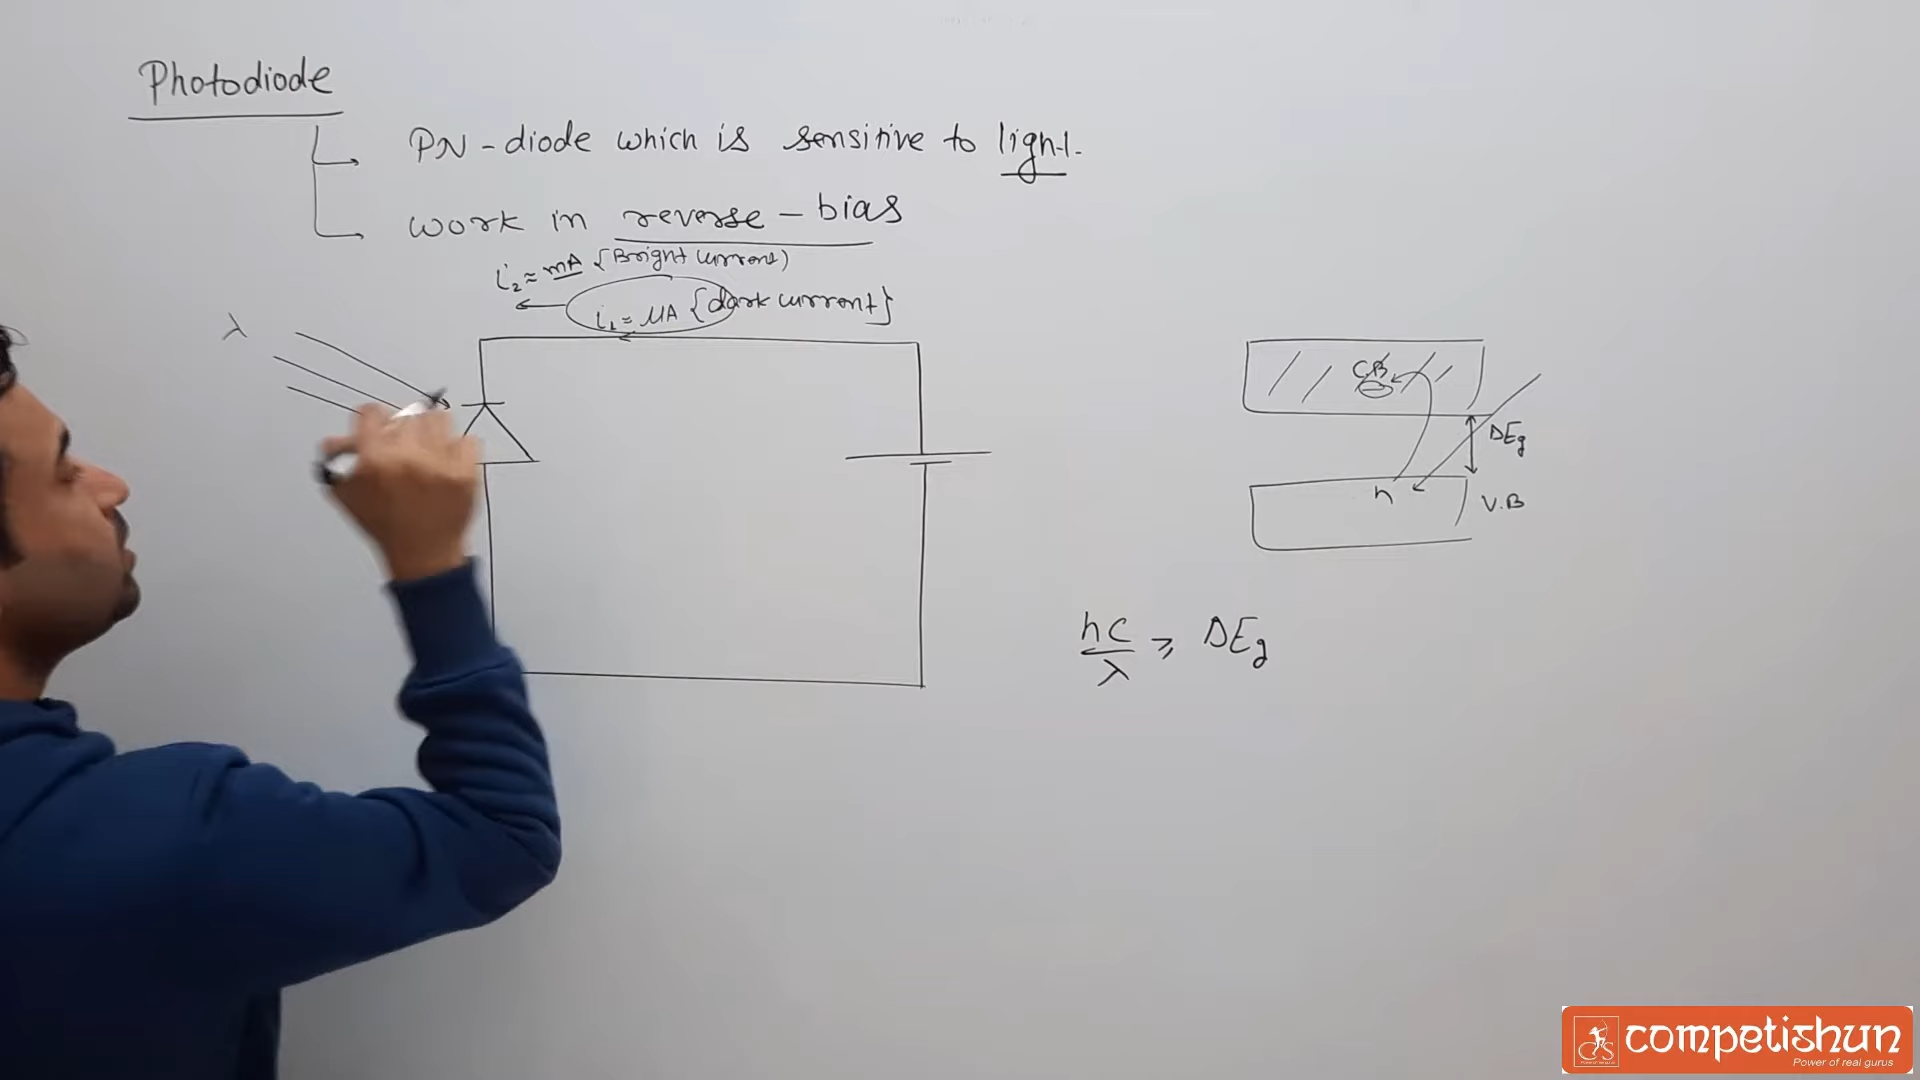 Photodiode
PN-diode which is sensitive to light.
work in reverse-bias
i₂ ≈ mA {Bright current)
i₁ = μA {dark current}
λ
C.B
ΔEg
h
V.B
hc/λ ≥ ΔEg
competishun
Power of real gurus